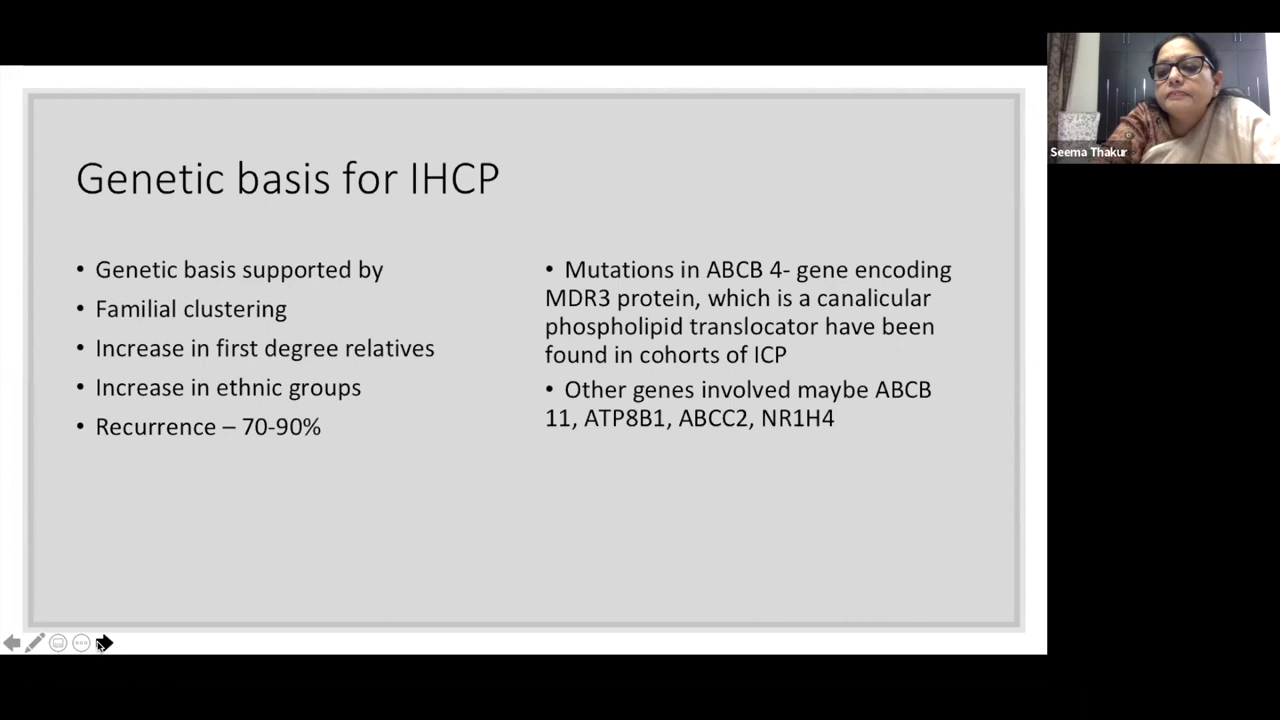 Genetic basis for IHCP
• Genetic basis supported by
• Familial clustering
• Increase in first degree relatives
• Increase in ethnic groups
• Recurrence – 70-90%
• Mutations in ABCB 4- gene encoding
MDR3 protein, which is a canalicular
phospholipid translocator have been
found in cohorts of ICP
• Other genes involved maybe ABCB
11, ATP8B1, ABCC2, NR1H4
Seema Thakur